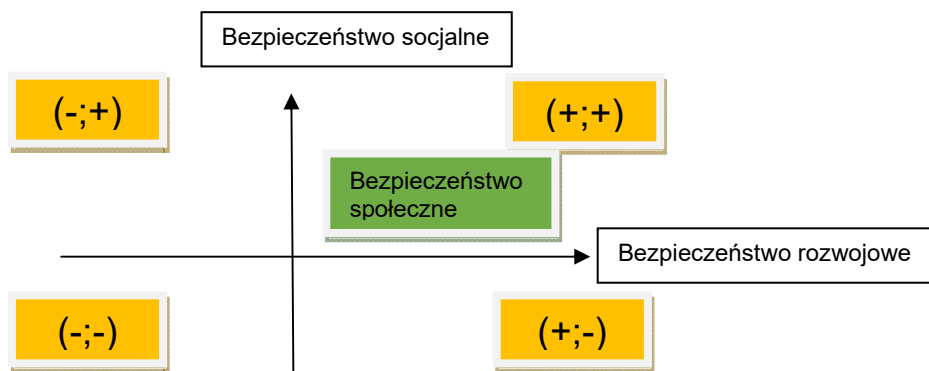 Bezpieczeństwo socjalne
(-;+)
(+;+)
Bezpieczeństwo
społeczne
Bezpieczeństwo rozwojowe
(-;-)
(+;-)